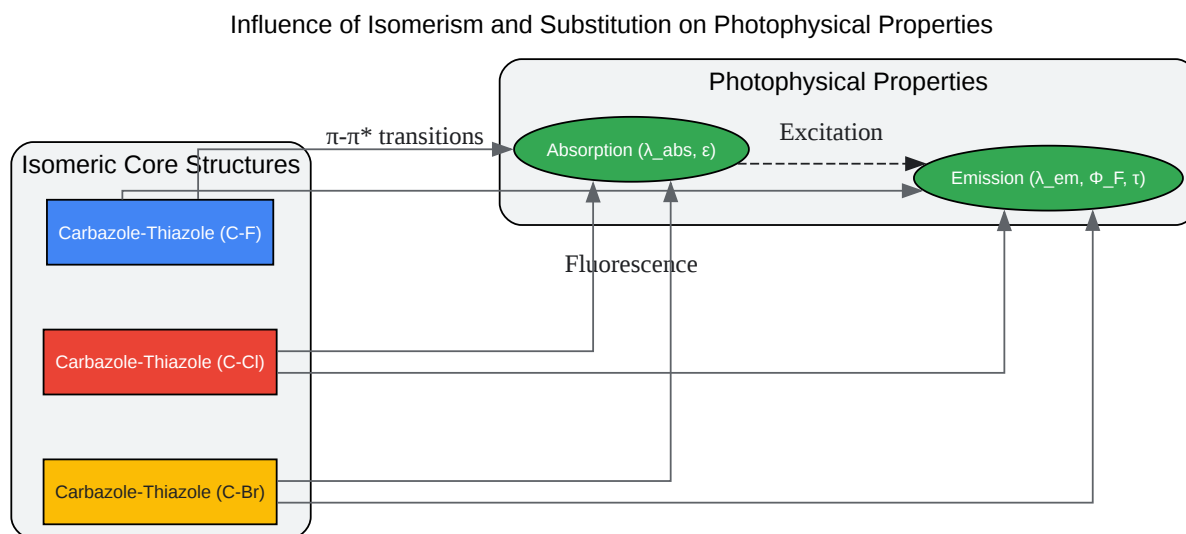 Influence of Isomerism and Substitution on Photophysical Properties
Photophysical Properties
π-π* transitions
Absorption (λ_abs, ε)
Excitation
Emission (λ_em, Φ_F, τ)
Isomeric Core Structures
Carbazole-Thiazole (C-F)
Fluorescence
Carbazole-Thiazole (C-Cl)
Carbazole-Thiazole (C-Br)